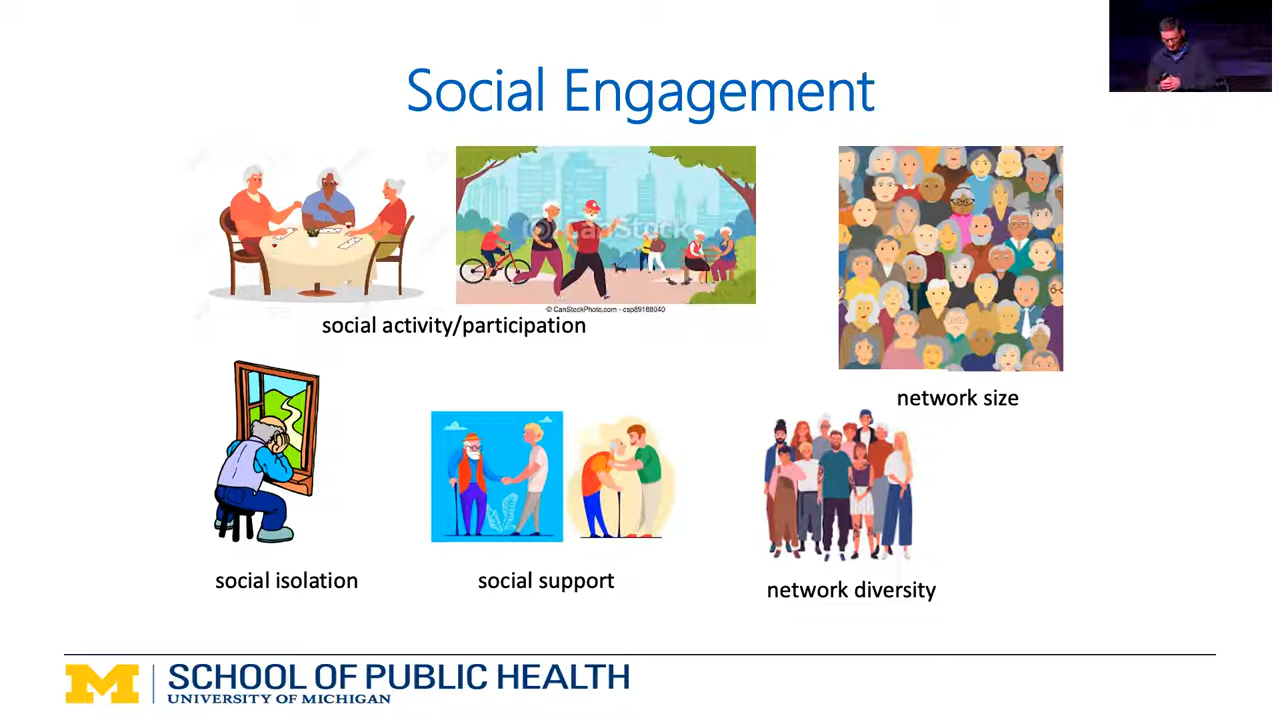 Social Engagement
CanStock
© CanStockPhoto.com - csp89188040
social activity/participation
network size
social isolation
social support
network diversity
M SCHOOL OF PUBLIC HEALTH
UNIVERSITY OF MICHIGAN